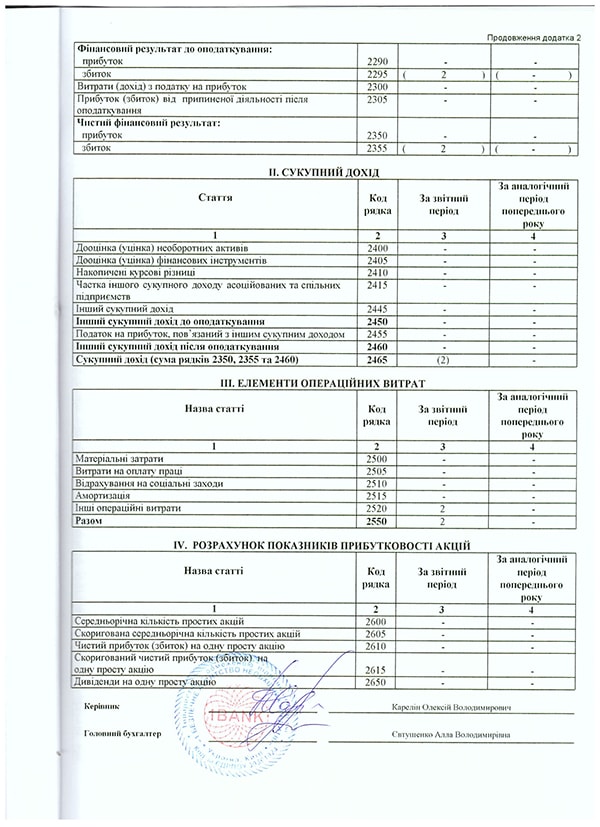 Продовження додатка 2
Фінансовий результат до оподаткування:
прибуток 2290 - -
збиток 2295 ( 2 ) ( - )
Витрати (дохід) з податку на прибуток 2300 - -
Прибуток (збиток) від припиненої діяльності після 2305 - -
оподаткування
Чистий фінансовий результат:
прибуток 2350 - -
збиток 2355 ( 2 ) ( - )
ІІ. СУКУПНИЙ ДОХІД
Стаття Код рядка За звітний період За аналогічний період попереднього року
1 2 3 4
Дооцінка (уцінка) необоротних активів 2400 - -
Дооцінка (уцінка) фінансових інструментів 2405 - -
Накопичені курсові різниці 2410 - -
Частка іншого сукупного доходу асоційованих та спільних 2415 - -
підприємств
Інший сукупний дохід 2445 - -
Інший сукупний дохід до оподаткування 2450 - -
Податок на прибуток, пов'язаний з іншим сукупним доходом 2455 - -
Інший сукупний дохід після оподаткування 2460 - -
Сукупний дохід (сума рядків 2350, 2355 та 2460) 2465 (2) -
ІІІ. ЕЛЕМЕНТИ ОПЕРАЦІЙНИХ ВИТРАТ
Назва статті Код рядка За звітний період За аналогічний період попереднього року
1 2 3 4
Матеріальні затрати 2500 - -
Витрати на оплату праці 2505 - -
Відрахування на соціальні заходи 2510 - -
Амортизація 2515 - -
Інші операційні витрати 2520 2 -
Разом 2550 2 -
IV. РОЗРАХУНОК ПОКАЗНИКІВ ПРИБУТКОВОСТІ АКЦІЙ
Назва статті Код рядка За звітний період За аналогічний період попереднього року
1 2 3 4
Середньорічна кількість простих акцій 2600 - -
Скоригована середньорічна кількість простих акцій 2605 - -
Чистий прибуток (збиток) на одну просту акцію 2610 - -
Скоригований чистий прибуток (збиток) на
одну просту акцію 2615 - -
Дивіденди на одну просту акцію 2650 - -
Керівник Карелін Олексій Володимирович
1BANK
Головний бухгалтер Євтушенко Алла Володимирівна